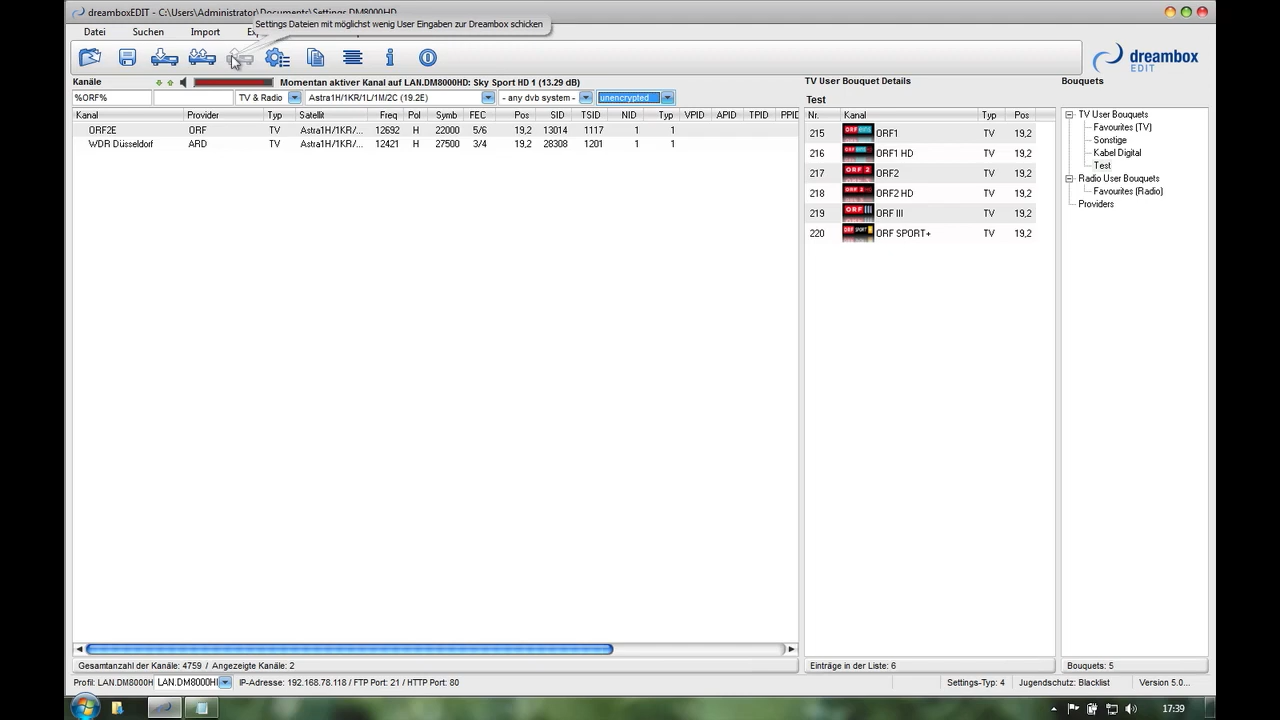 dreamboxEDIT - C:\Users\Administrator\Documents\Settings DM8000HD
Settings Dateien mit möglichst wenig User Eingaben zur Dreambox schicken
Datei Suchen Import
dreambox
EDIT
Kanäle Momentan aktiver Kanal auf LAN.DM8000HD: Sky Sport HD 1 (13.29 dB)
%ORF% TV & Radio Astra1H/1KR/1L/1M/2C (19.2E) - any dvb system - unencrypted
Kanal Provider Typ Satellit Freq Pol Symb FEC Pos SID TSID NID Typ VPID APID TPID PPID
ORF2E ORF TV Astra1H/1KR/... 12692 H 22000 5/6 19,2 13014 1117 1 1
WDR Düsseldorf ARD TV Astra1H/1KR/... 12421 H 27500 3/4 19,2 28308 1201 1 1
Gesamtanzahl der Kanäle: 4759 / Angezeigte Kanäle: 2
TV User Bouquet Details
Test
Nr. Kanal Typ Pos
215 ORF1 TV 19,2
216 ORF1 HD TV 19,2
217 ORF2 TV 19,2
218 ORF2 HD TV 19,2
219 ORF III TV 19,2
220 ORF SPORT+ TV 19,2
Einträge in der Liste: 6
Bouquets
TV User Bouquets
Favourites (TV)
Sonstige
Kabel Digital
Test
Radio User Bouquets
Favourites (Radio)
Providers
Bouquets: 5
Profil: LAN.DM8000H LAN.DM8000H IP-Adresse: 192.168.78.118 / FTP Port: 21 / HTTP Port: 80 Settings-Typ: 4 Jugendschutz: Blacklist Version 5.0...
17:39